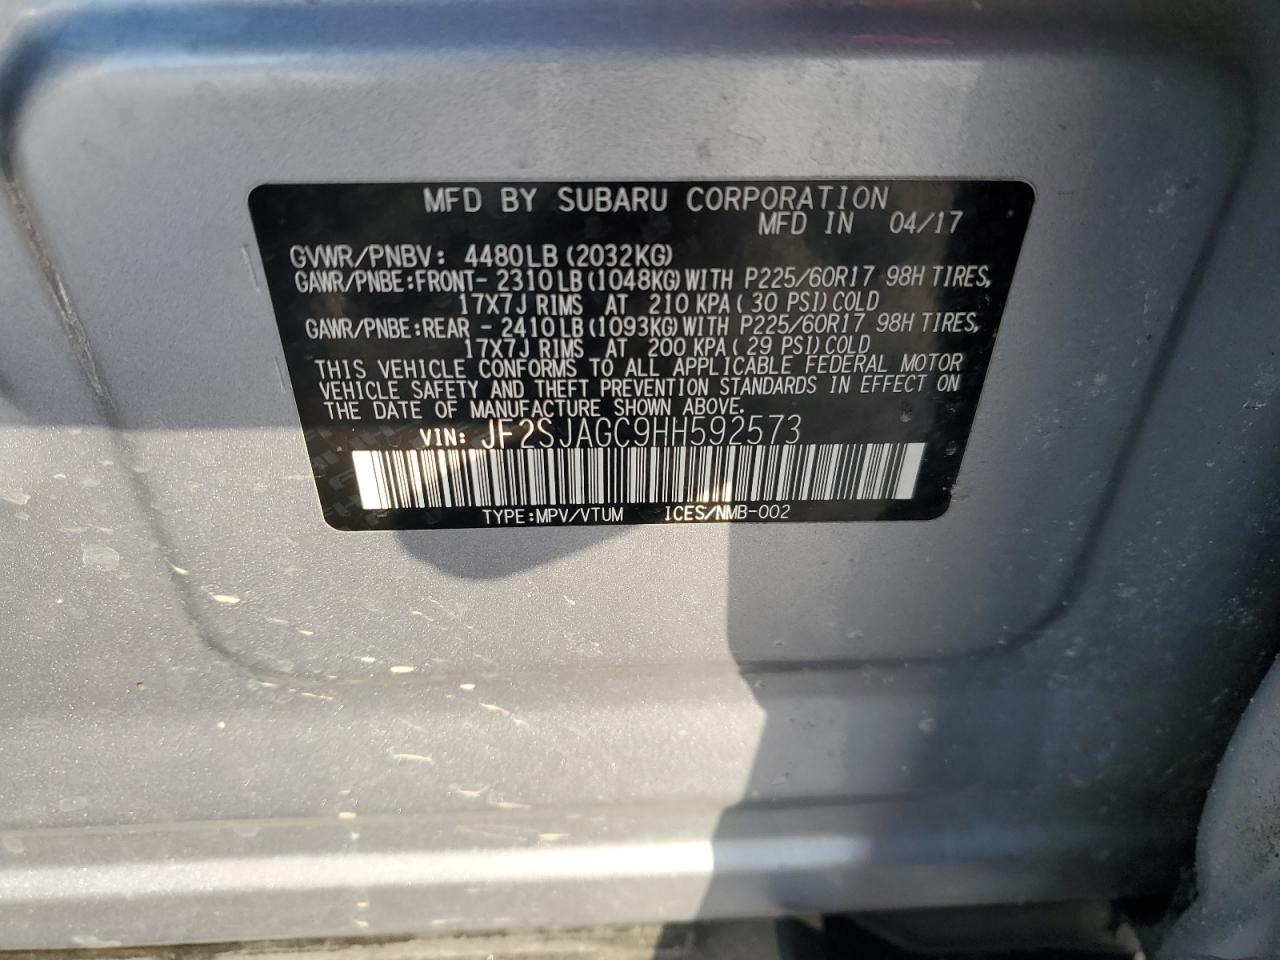 MFD BY SUBARU CORPORATION
MFD IN 04/17
GVWR/PNBV: 4480LB (2032KG)
GAWR/PNBE:FRONT- 2310LB (1048KG) WITH P225/60R17 98H TIRES,
17X7J RIMS AT 210 KPA ( 30 PSI) COLD
GAWR/PNBE:REAR - 2410LB (1093KG) WITH P225/60R17 98H TIRES,
17X7J RIMS AT 200 KPA ( 29 PSI) COLD
THIS VEHICLE CONFORMS TO ALL APPLICABLE FEDERAL MOTOR
VEHICLE SAFETY AND THEFT PREVENTION STANDARDS IN EFFECT ON
THE DATE OF MANUFACTURE SHOWN ABOVE.
VIN: JF2SJAGC9HH592573
TYPE:MPV/VTUM ICES/NMB-002